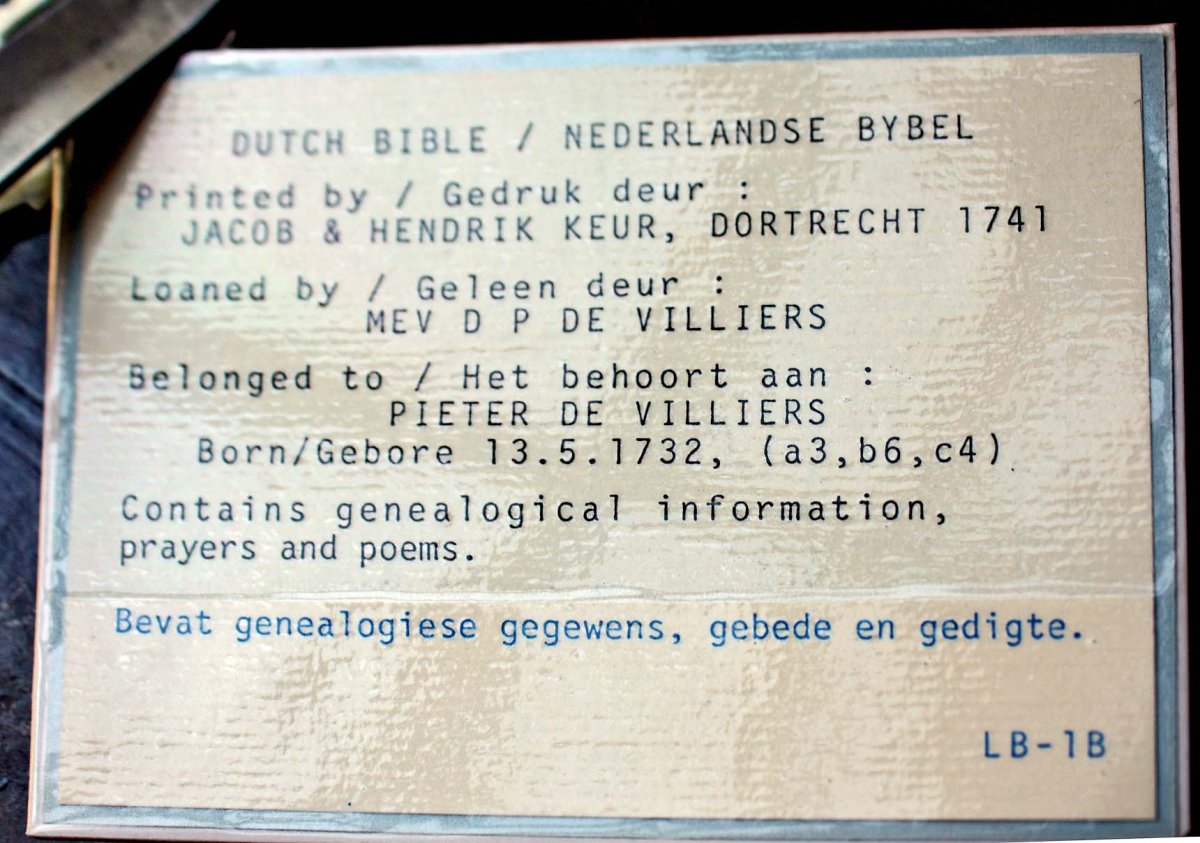 DUTCH BIBLE / NEDERLANDSE BYBEL
Printed by / Gedruk deur :
JACOB & HENDRIK KEUR, DORTRECHT 1741
Loaned by / Geleen deur :
MEV D P DE VILLIERS
Belonged to / Het behoort aan :
PIETER DE VILLIERS
Born/Gebore 13.5.1732, (a3,b6,c4).
Contains genealogical information,
prayers and poems.
Bevat genealogiese gegewens, gebede en gedigte.
LB-1B